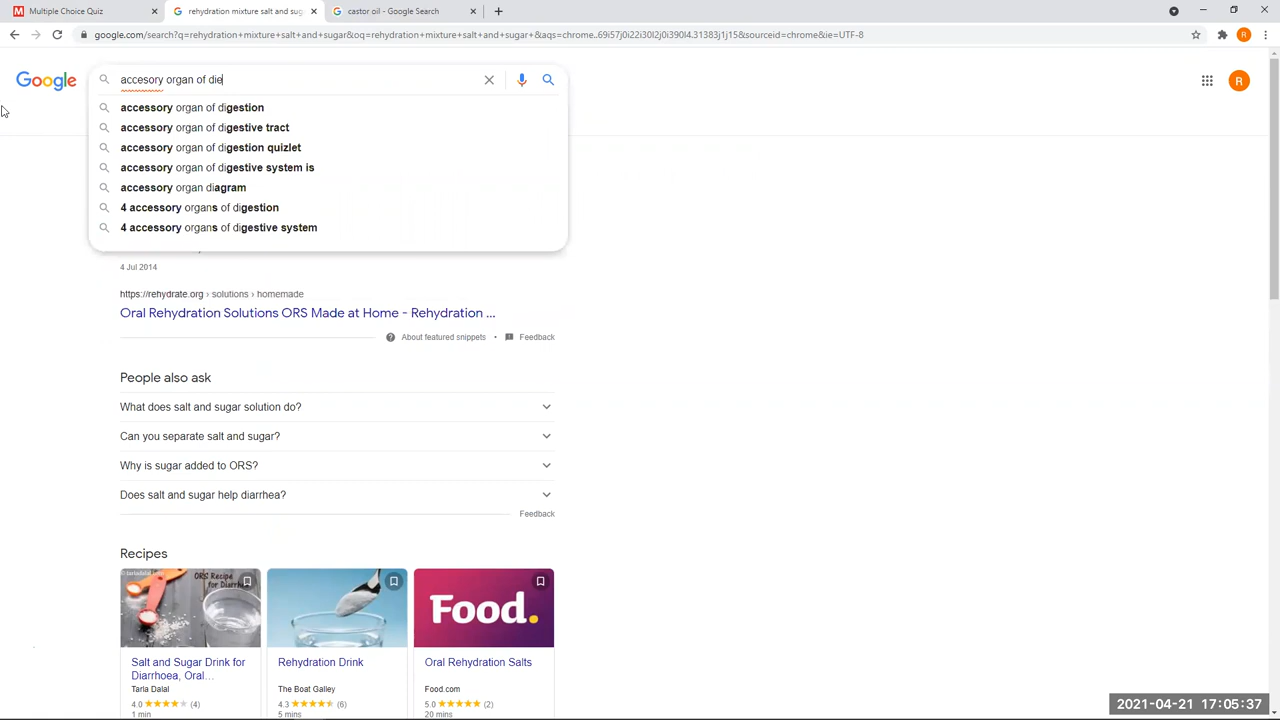 Multiple Choice Quiz
rehydration mixture salt and sug
castor oil - Google Search
google.com/search?q=rehydration+mixture+salt+and+sugar&oq=rehydration+mixture+salt+and+sugar+&aqs=chrome..69i57j0i22i30l2j0i390l4.31383j1j15&sourceid=chrome&ie=UTF-8
R
Google
accesory organ of die
R
accessory organ of digestion
accessory organ of digestive tract
accessory organ of digestion quizlet
accessory organ of digestive system is
accessory organ diagram
4 accessory organs of digestion
4 accessory organs of digestive system
4 Jul 2014
https://rehydrate.org › solutions › homemade
Oral Rehydration Solutions ORS Made at Home - Rehydration ...
About featured snippets • Feedback
People also ask
What does salt and sugar solution do?
Can you separate salt and sugar?
Why is sugar added to ORS?
Does salt and sugar help diarrhea?
Feedback
Recipes
ORS Recipe
for Diarrh
Food.
Salt and Sugar Drink for
Diarrhoea, Oral…
Tarla Dalal
4.0 (4)
1 min
Rehydration Drink
The Boat Galley
4.3 (6)
5 mins
Oral Rehydration Salts
Food.com
5.0 (2)
20 mins
2021-04-21 17:05:37